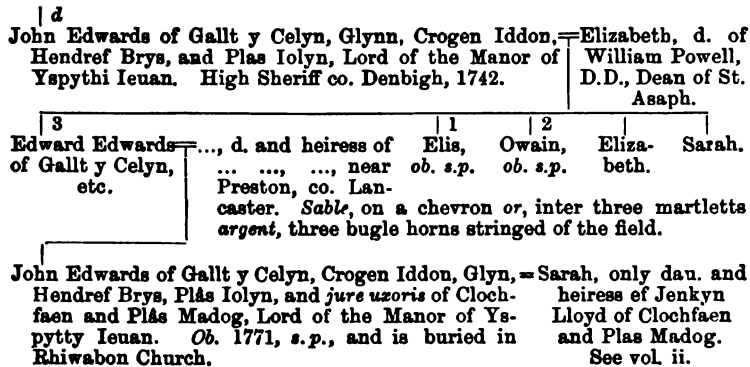 d
John Edwards of Gallt y Celyn, Glynn, Crogen Iddon, = Elizabeth, d. of
Hendref Brys, and Plas Iolyn, Lord of the Manor of William Powell,
Yspythi Ieuan. High Sheriff co. Denbigh, 1742. D.D., Dean of St.
Asaph.
3 1 2
Edward Edwards = ..., d. and heiress of Elis, Owain, Eliza- Sarah.
of Gallt y Celyn, ... ..., ..., near ob. s.p. ob. s.p. beth.
etc. Preston, co. Lan-
caster. Sable, on a chevron or, inter three martletts
argent, three bugle horns stringed of the field.
John Edwards of Gallt y Celyn, Crogen Iddon, Glyn, = Sarah, only dau. and
Hendref Brys, Plâs Iolyn, and jure uxoris of Cloch- heiress ef Jenkyn
faen and Plâs Madog, Lord of the Manor of Ys- Lloyd of Clochfaen
pytty Ieuan. Ob. 1771, s.p., and is buried in and Plas Madog.
Rhiwabon Church. See vol. ii.